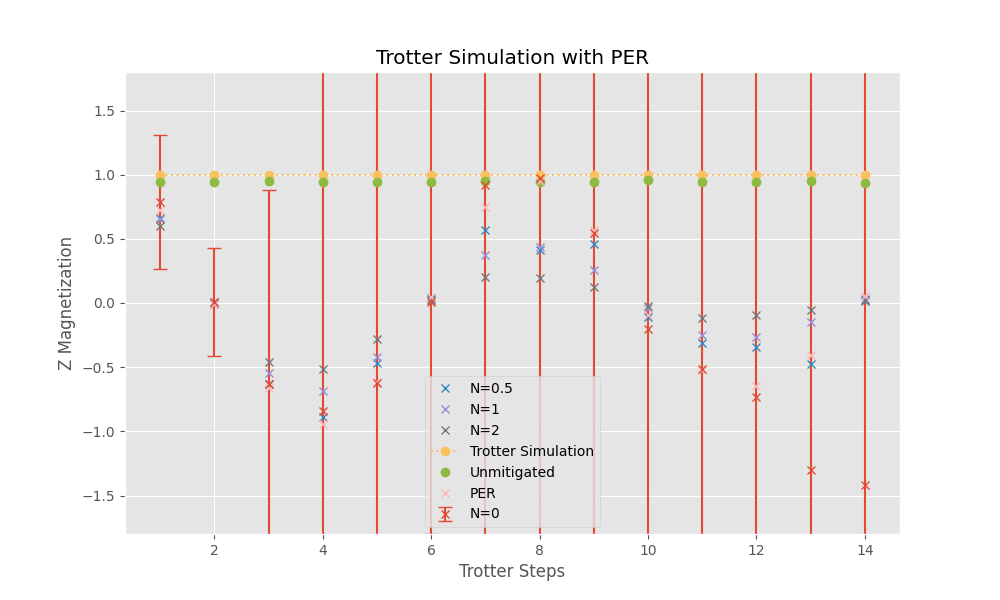 Trotter Simulation with PER
Z Magnetization
1.5
1.0
0.5
0.0
−0.5
−1.0
−1.5
N=0.5
N=1
N=2
Trotter Simulation
Unmitigated
PER
N=0
2 4 6 8 10 12 14
Trotter Steps